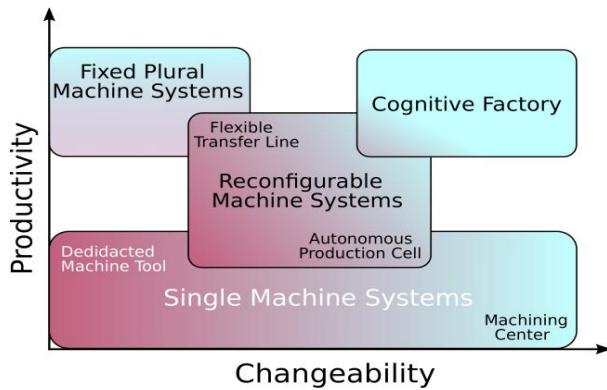 Productivity
Fixed Plural
Machine Systems
Cognitive Factory
Flexible
Transfer Line
Reconfigurable
Machine Systems
Autonomous
Production Cell
Dedidacted
Machine Tool
Single Machine Systems
Machining
Center
Changeability